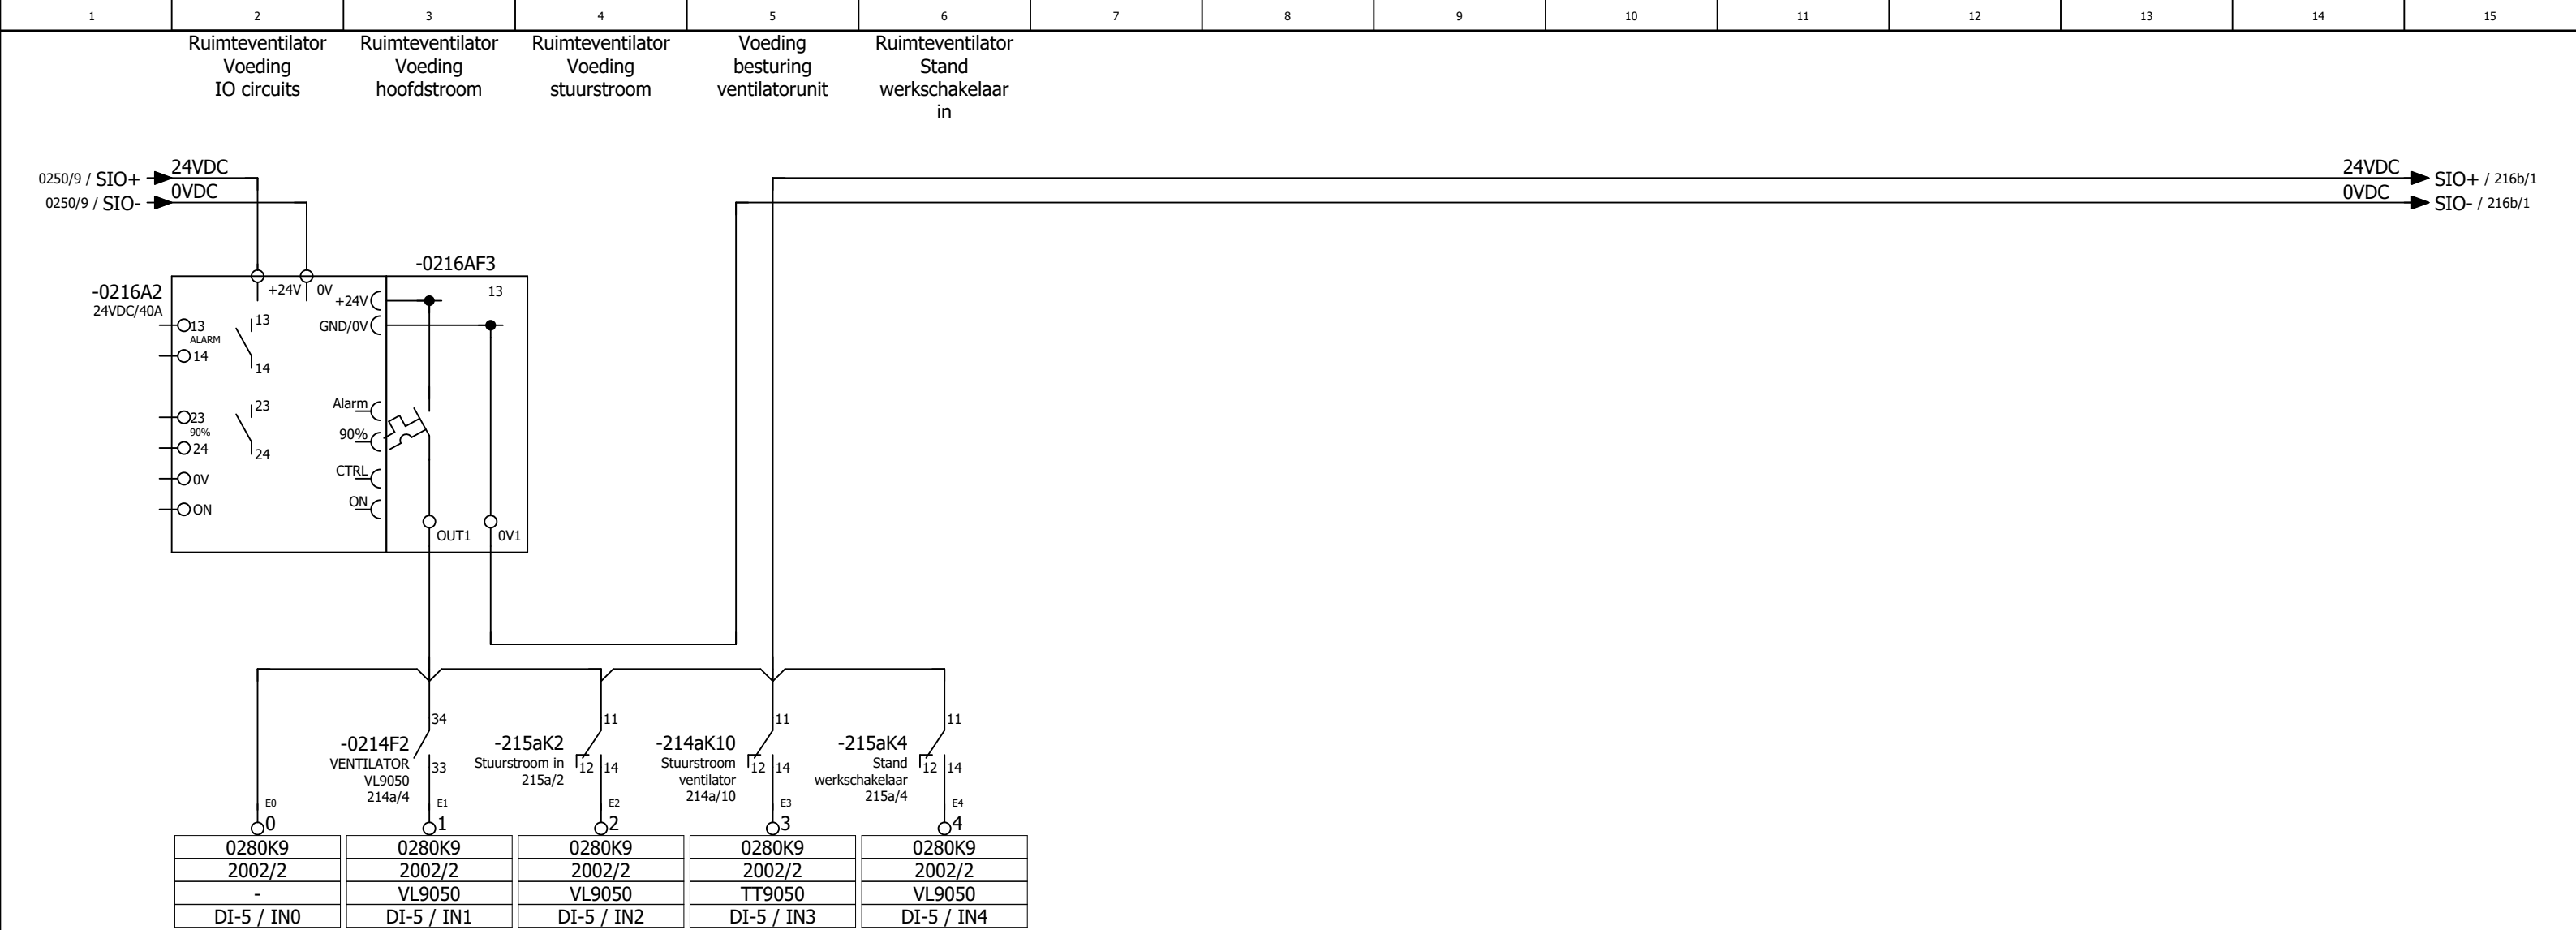 1 2 3 4 5 6 7 8 9 10 11 12 13 14 15
Ruimteventilator
Voeding
IO circuits
Ruimteventilator
Voeding
hoofdstroom
Ruimteventilator
Voeding
stuurstroom
Voeding
besturing
ventilatorunit
Ruimteventilator
Stand
werkschakelaar
in
0250/9 / SIO+ 24VDC
0250/9 / SIO- 0VDC
24VDC SIO+ / 216b/1
0VDC SIO- / 216b/1
-0216A2
24VDC/40A
-0216AF3
+24V 0V
13
ALARM
14
13
14
23
90%
24
23
24
0V
ON
+24V
GND/0V
Alarm
90%
CTRL
ON
13
OUT1 0V1
34
-0214F2
VENTILATOR
VL9050
214a/4
33
11
-215aK2
Stuurstroom in
215a/2
12 14
11
-214aK10
Stuurstroom
ventilator
214a/10
12 14
11
-215aK4
Stand
werkschakelaar
215a/4
12 14
E0 E1 E2 E3 E4
0 1 2 3 4
0280K9 0280K9 0280K9 0280K9 0280K9
2002/2 2002/2 2002/2 2002/2 2002/2
- VL9050 VL9050 TT9050 VL9050
DI-5 / IN0 DI-5 / IN1 DI-5 / IN2 DI-5 / IN3 DI-5 / IN4